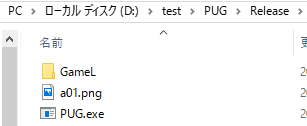 PC > ローカル ディスク (D:) > test > PUG > Release >
名前
GameL
a01.png
PUG.exe